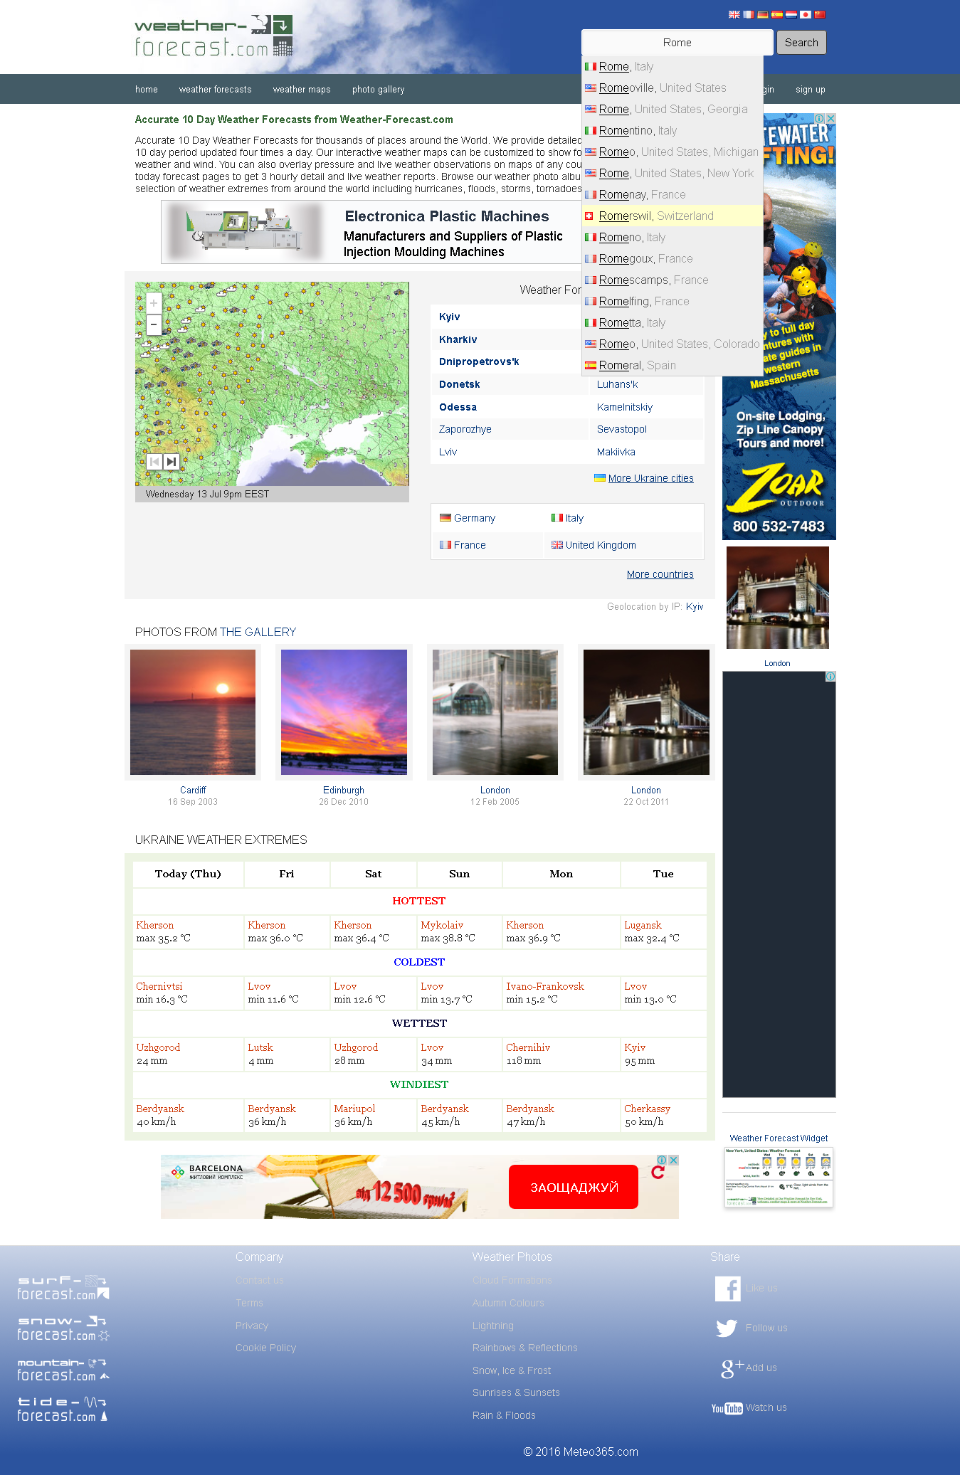 weather-
forecast.com
Rome
Search
Rome, Italy
Romeoville, United States
Rome, United States, Georgia
Romentino, Italy
Romeo, United States, Michigan
Rome, United States, New York
Romenay, France
Romerswil, Switzerland
Romeno, Italy
Romegoux, France
Romescamps, France
Romelfing, France
Rometta, Italy
Romeo, United States, Colorado
Romeral, Spain
home
weather forecasts
weather maps
photo gallery
gin
sign up
Accurate 10 Day Weather Forecasts from Weather-Forecast.com
Accurate 10 Day Weather Forecasts for thousands of places around the World. We provide detailed
10 day period updated four times a day. Our interactive weather maps can be customized to show fo
weather and wind. You can also overlay pressure and live weather observations on maps of any cou
today forecast pages to get 3 hourly detail and live weather reports. Browse our weather photo albu
selection of weather extremes from around the world including hurricanes, floods, storms, tornadoes
Electronica Plastic Machines
Manufacturers and Suppliers of Plastic
Injection Moulding Machines
TEWATER
FTING!
y to full day
ntures with
te guides in
western
Massachusetts
On-site Lodging,
Zip Line Canopy
Tours and more!
ZOAR
OUTDOOR
800 532-7483
Wednesday 13 Jul 9pm EEST
Weather For
Kyiv
Kharkiv
Dnipropetrovs'k
Donetsk Luhans'k
Odessa Kamelnitskiy
Zaporozhye Sevastopol
Lviv Makiivka
More Ukraine cities
Germany Italy
France United Kingdom
More countries
Geolocation by IP: Kyiv
London
PHOTOS FROM THE GALLERY
Cardiff
16 Sep 2003
Edinburgh
26 Dec 2010
London
12 Feb 2005
London
22 Oct 2011
UKRAINE WEATHER EXTREMES
Today (Thu) Fri Sat Sun Mon Tue
HOTTEST
Kherson Kherson Kherson Mykolaiv Kherson Lugansk
max 35.2 °C max 36.0 °C max 36.4 °C max 38.8 °C max 36.9 °C max 32.4 °C
COLDEST
Chernivtsi Lvov Lvov Lvov Ivano-Frankovsk Lvov
min 16.3 °C min 11.6 °C min 12.6 °C min 13.7 °C min 15.2 °C min 13.0 °C
WETTEST
Uzhgorod Lutsk Uzhgorod Lvov Chernihiv Kyiv
24 mm 4 mm 28 mm 34 mm 118 mm 95 mm
WINDIEST
Berdyansk Berdyansk Mariupol Berdyansk Berdyansk Cherkassy
40 km/h 36 km/h 36 km/h 45 km/h 47 km/h 50 km/h
Weather Forecast Widget
BARCELONA
ЖИТЛОВИЙ КОМПЛЕКС
від 12 500 грн/м²
ЗАОЩАДЖУЙ
surf-
forecast.com
snow-
forecast.com
mountain-
forecast.com
tide-
forecast.com
Company
Contact us
Terms
Privacy
Cookie Policy
Weather Photos
Cloud Formations
Autumn Colours
Lightning
Rainbows & Reflections
Snow, Ice & Frost
Sunrises & Sunsets
Rain & Floods
Share
Like us
Follow us
Add us
YouTube Watch us
© 2016 Meteo365.com